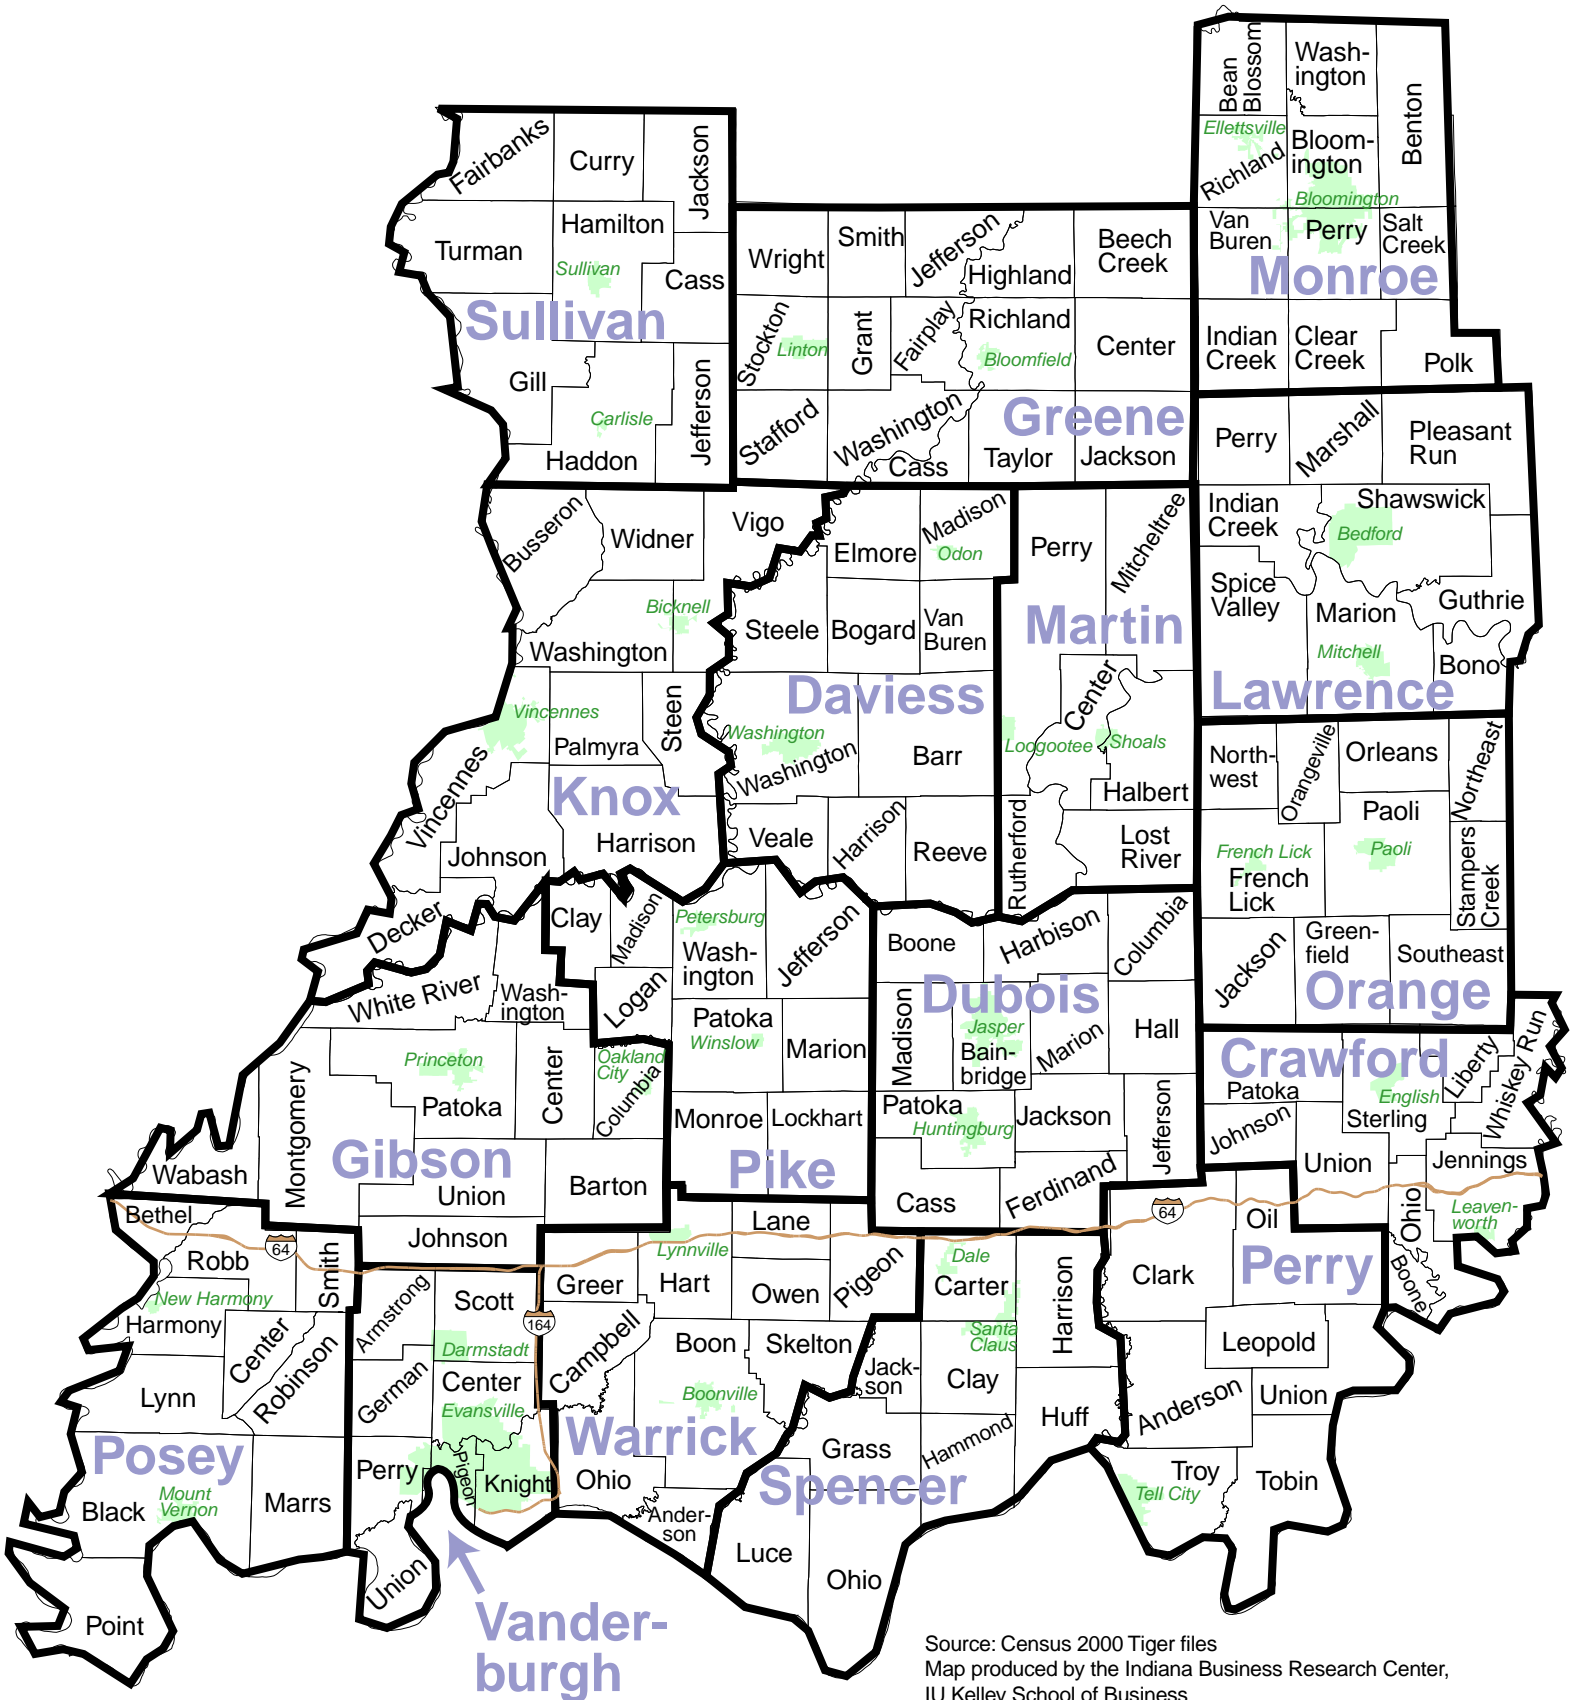 Bean
Blossom
Wash-
ington
Benton
Ellettsville
Richland
Bloom-
ington
Bloomington
Van
Buren
Perry
Salt
Creek
Monroe
Indian
Creek
Clear
Creek
Polk
Fairbanks
Curry
Jackson
Turman
Hamilton
Sullivan
Cass
Sullivan
Gill
Carlisle
Jefferson
Haddon
Wright
Smith
Jefferson
Highland
Beech
Creek
Stockton
Linton
Grant
Fairplay
Richland
Bloomfield
Center
Greene
Stafford
Washington
Cass
Taylor
Jackson
Perry
Marshall
Pleasant
Run
Indian
Creek
Shawswick
Bedford
Spice
Valley
Marion
Guthrie
Mitchell
Bono
Lawrence
Busseron
Widner
Vigo
Bicknell
Washington
Vincennes
Palmyra
Steen
Vincennes
Knox
Johnson
Harrison
Decker
Elmore
Madison
Odon
Steele
Bogard
Van
Buren
Daviess
Washington
Washington
Barr
Veale
Harrison
Reeve
Perry
Mitcheltree
Martin
Center
Loogootee
Shoals
Halbert
Rutherford
Lost
River
North-
west
Orangeville
Orleans
Northeast
Paoli
French Lick
Paoli
French
Lick
Stampers
Creek
Jackson
Green-
field
Southeast
Orange
Clay
Madison
Petersburg
Wash-
ington
Jefferson
Logan
Patoka
Winslow
Marion
Monroe
Lockhart
Pike
Boone
Harbison
Columbia
Dubois
Madison
Jasper
Bain-
bridge
Marion
Hall
Patoka
Huntingburg
Jackson
Jefferson
Cass
Ferdinand
Crawford
Patoka
English
Liberty
Whiskey Run
Johnson
Sterling
Union
Jennings
Ohio
Leaven-
worth
Boone
White River
Wash-
ington
Princeton
Center
Oakland
City
Columbia
Montgomery
Patoka
Gibson
Wabash
Union
Barton
Johnson
Bethel
Robb
64
Smith
New Harmony
Harmony
Center
Robinson
Lynn
Posey
Black
Mount
Vernon
Marrs
Point
Armstrong
Scott
164
Darmstadt
German
Center
Evansville
Perry
Pigeon
Knight
Union
Vander-
burgh
Lynnville
Lane
Greer
Hart
Owen
Pigeon
Campbell
Boon
Skelton
Boonville
Warrick
Ohio
Ander-
son
Dale
Carter
Harrison
Santa
Claus
Jack-
son
Clay
Grass
Hammond
Huff
Spencer
Luce
Ohio
64
Oil
Clark
Perry
Leopold
Anderson
Union
Troy
Tell City
Tobin
Source: Census 2000 Tiger files
Map produced by the Indiana Business Research Center,
IU Kelley School of Business